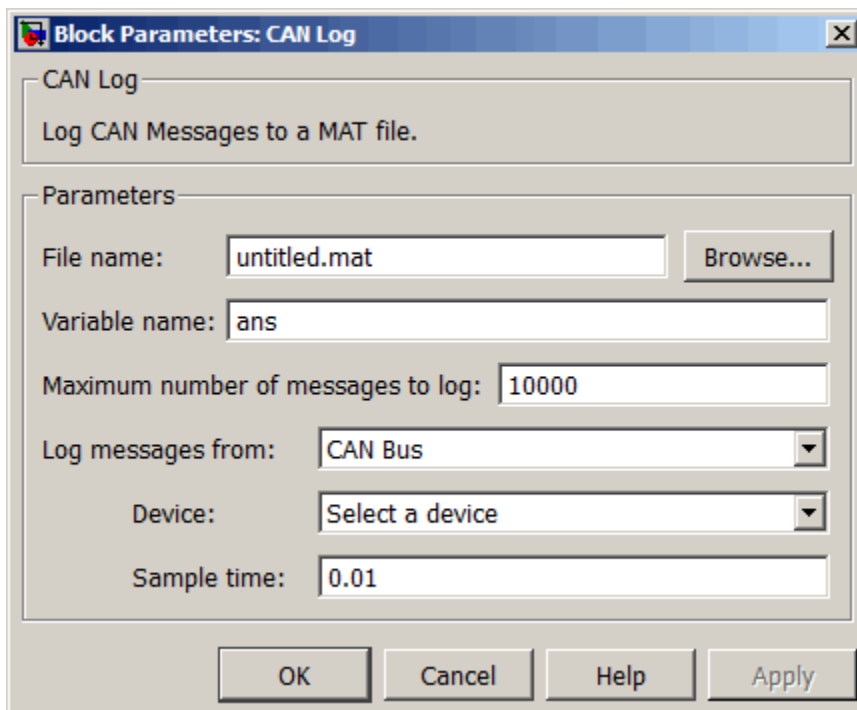 Block Parameters: CAN Log
CAN Log
Log CAN Messages to a MAT file.
Parameters
File name: untitled.mat Browse...
Variable name: ans
Maximum number of messages to log: 10000
Log messages from: CAN Bus
Device: Select a device
Sample time: 0.01
OK Cancel Help Apply